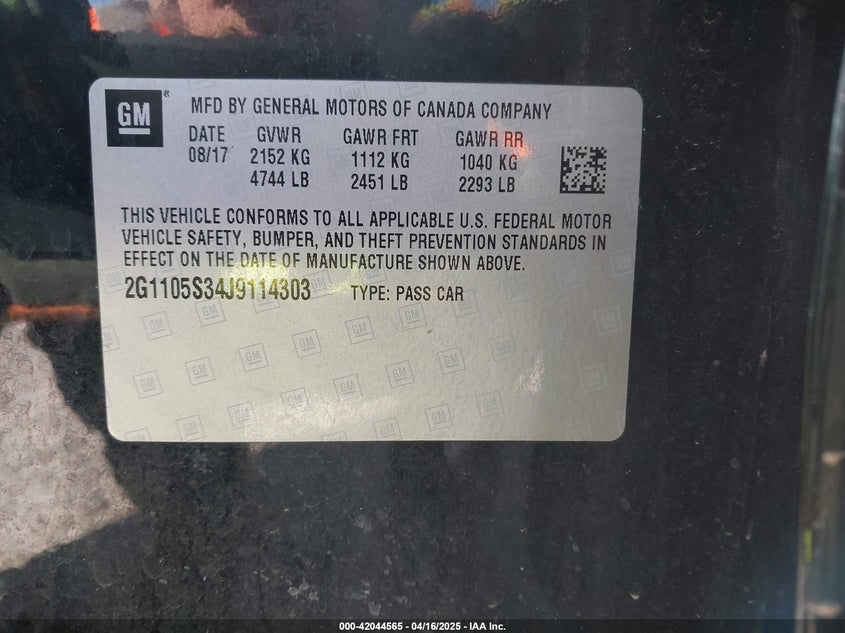 GM ®
MFD BY GENERAL MOTORS OF CANADA COMPANY
DATE GVWR GAWR FRT GAWR RR
08/17 2152 KG 1112 KG 1040 KG
4744 LB 2451 LB 2293 LB
THIS VEHICLE CONFORMS TO ALL APPLICABLE U.S. FEDERAL MOTOR
VEHICLE SAFETY, BUMPER, AND THEFT PREVENTION STANDARDS IN
EFFECT ON THE DATE OF MANUFACTURE SHOWN ABOVE.
2G1105S34J9114303 TYPE: PASS CAR
000-42044565 - 04/16/2025 - IAA Inc.